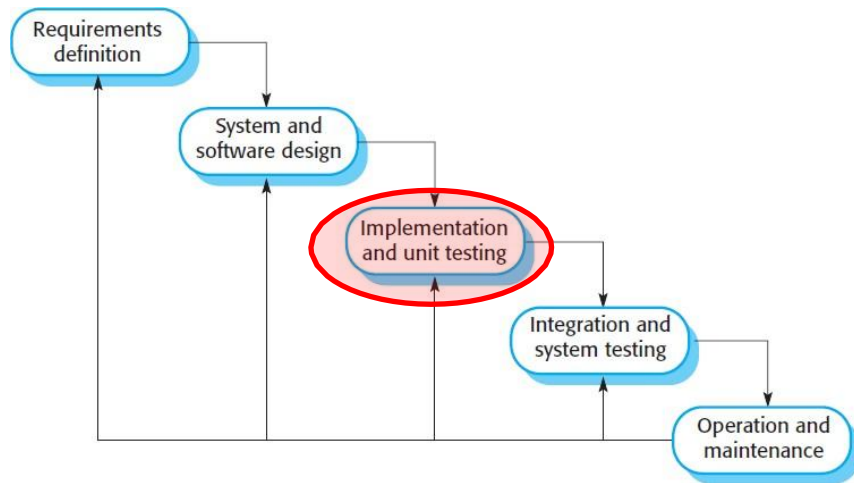 Requirements
definition
System and
software design
Implementation
and unit testing
Integration and
system testing
Operation and
maintenance